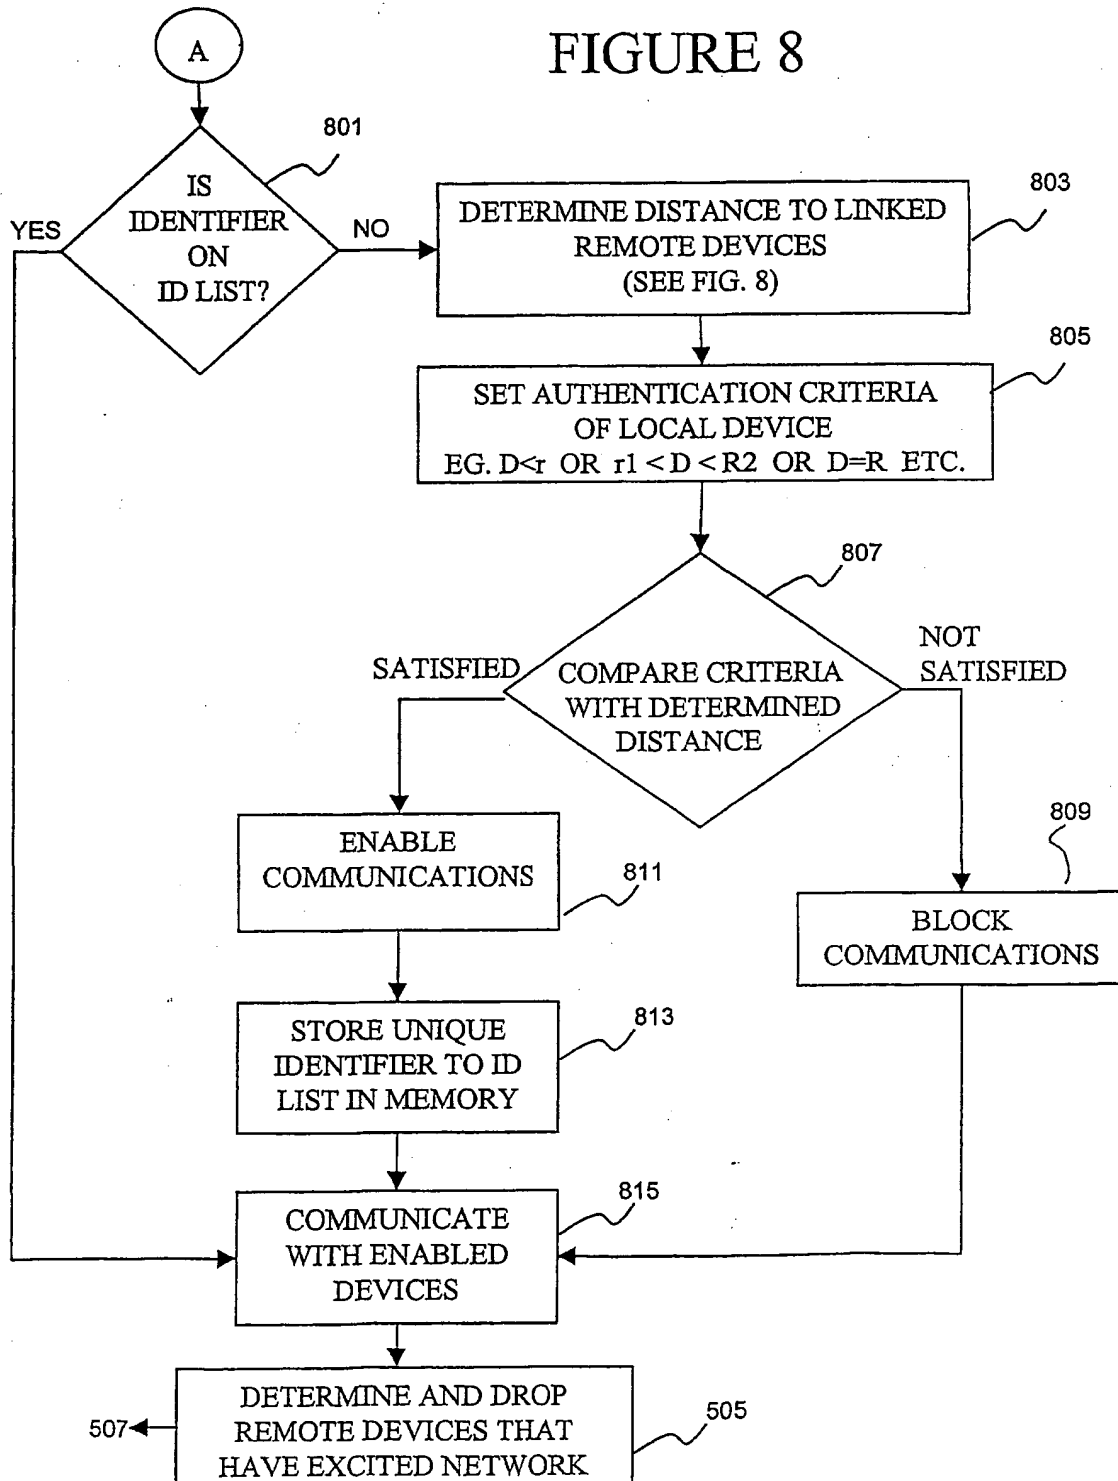 FIGURE 8
A
801
IS
IDENTIFIER
ON
ID LIST?
YES
NO
803
DETERMINE DISTANCE TO LINKED
REMOTE DEVICES
(SEE FIG. 8)
805
SET AUTHENTICATION CRITERIA
OF LOCAL DEVICE
EG. D<r OR r1 < D < R2 OR D=R ETC.
807
COMPARE CRITERIA
WITH DETERMINED
DISTANCE
SATISFIED
NOT
SATISFIED
ENABLE
COMMUNICATIONS
811
809
BLOCK
COMMUNICATIONS
813
STORE UNIQUE
IDENTIFIER TO ID
LIST IN MEMORY
815
COMMUNICATE
WITH ENABLED
DEVICES
DETERMINE AND DROP
REMOTE DEVICES THAT
HAVE EXCITED NETWORK
505
507